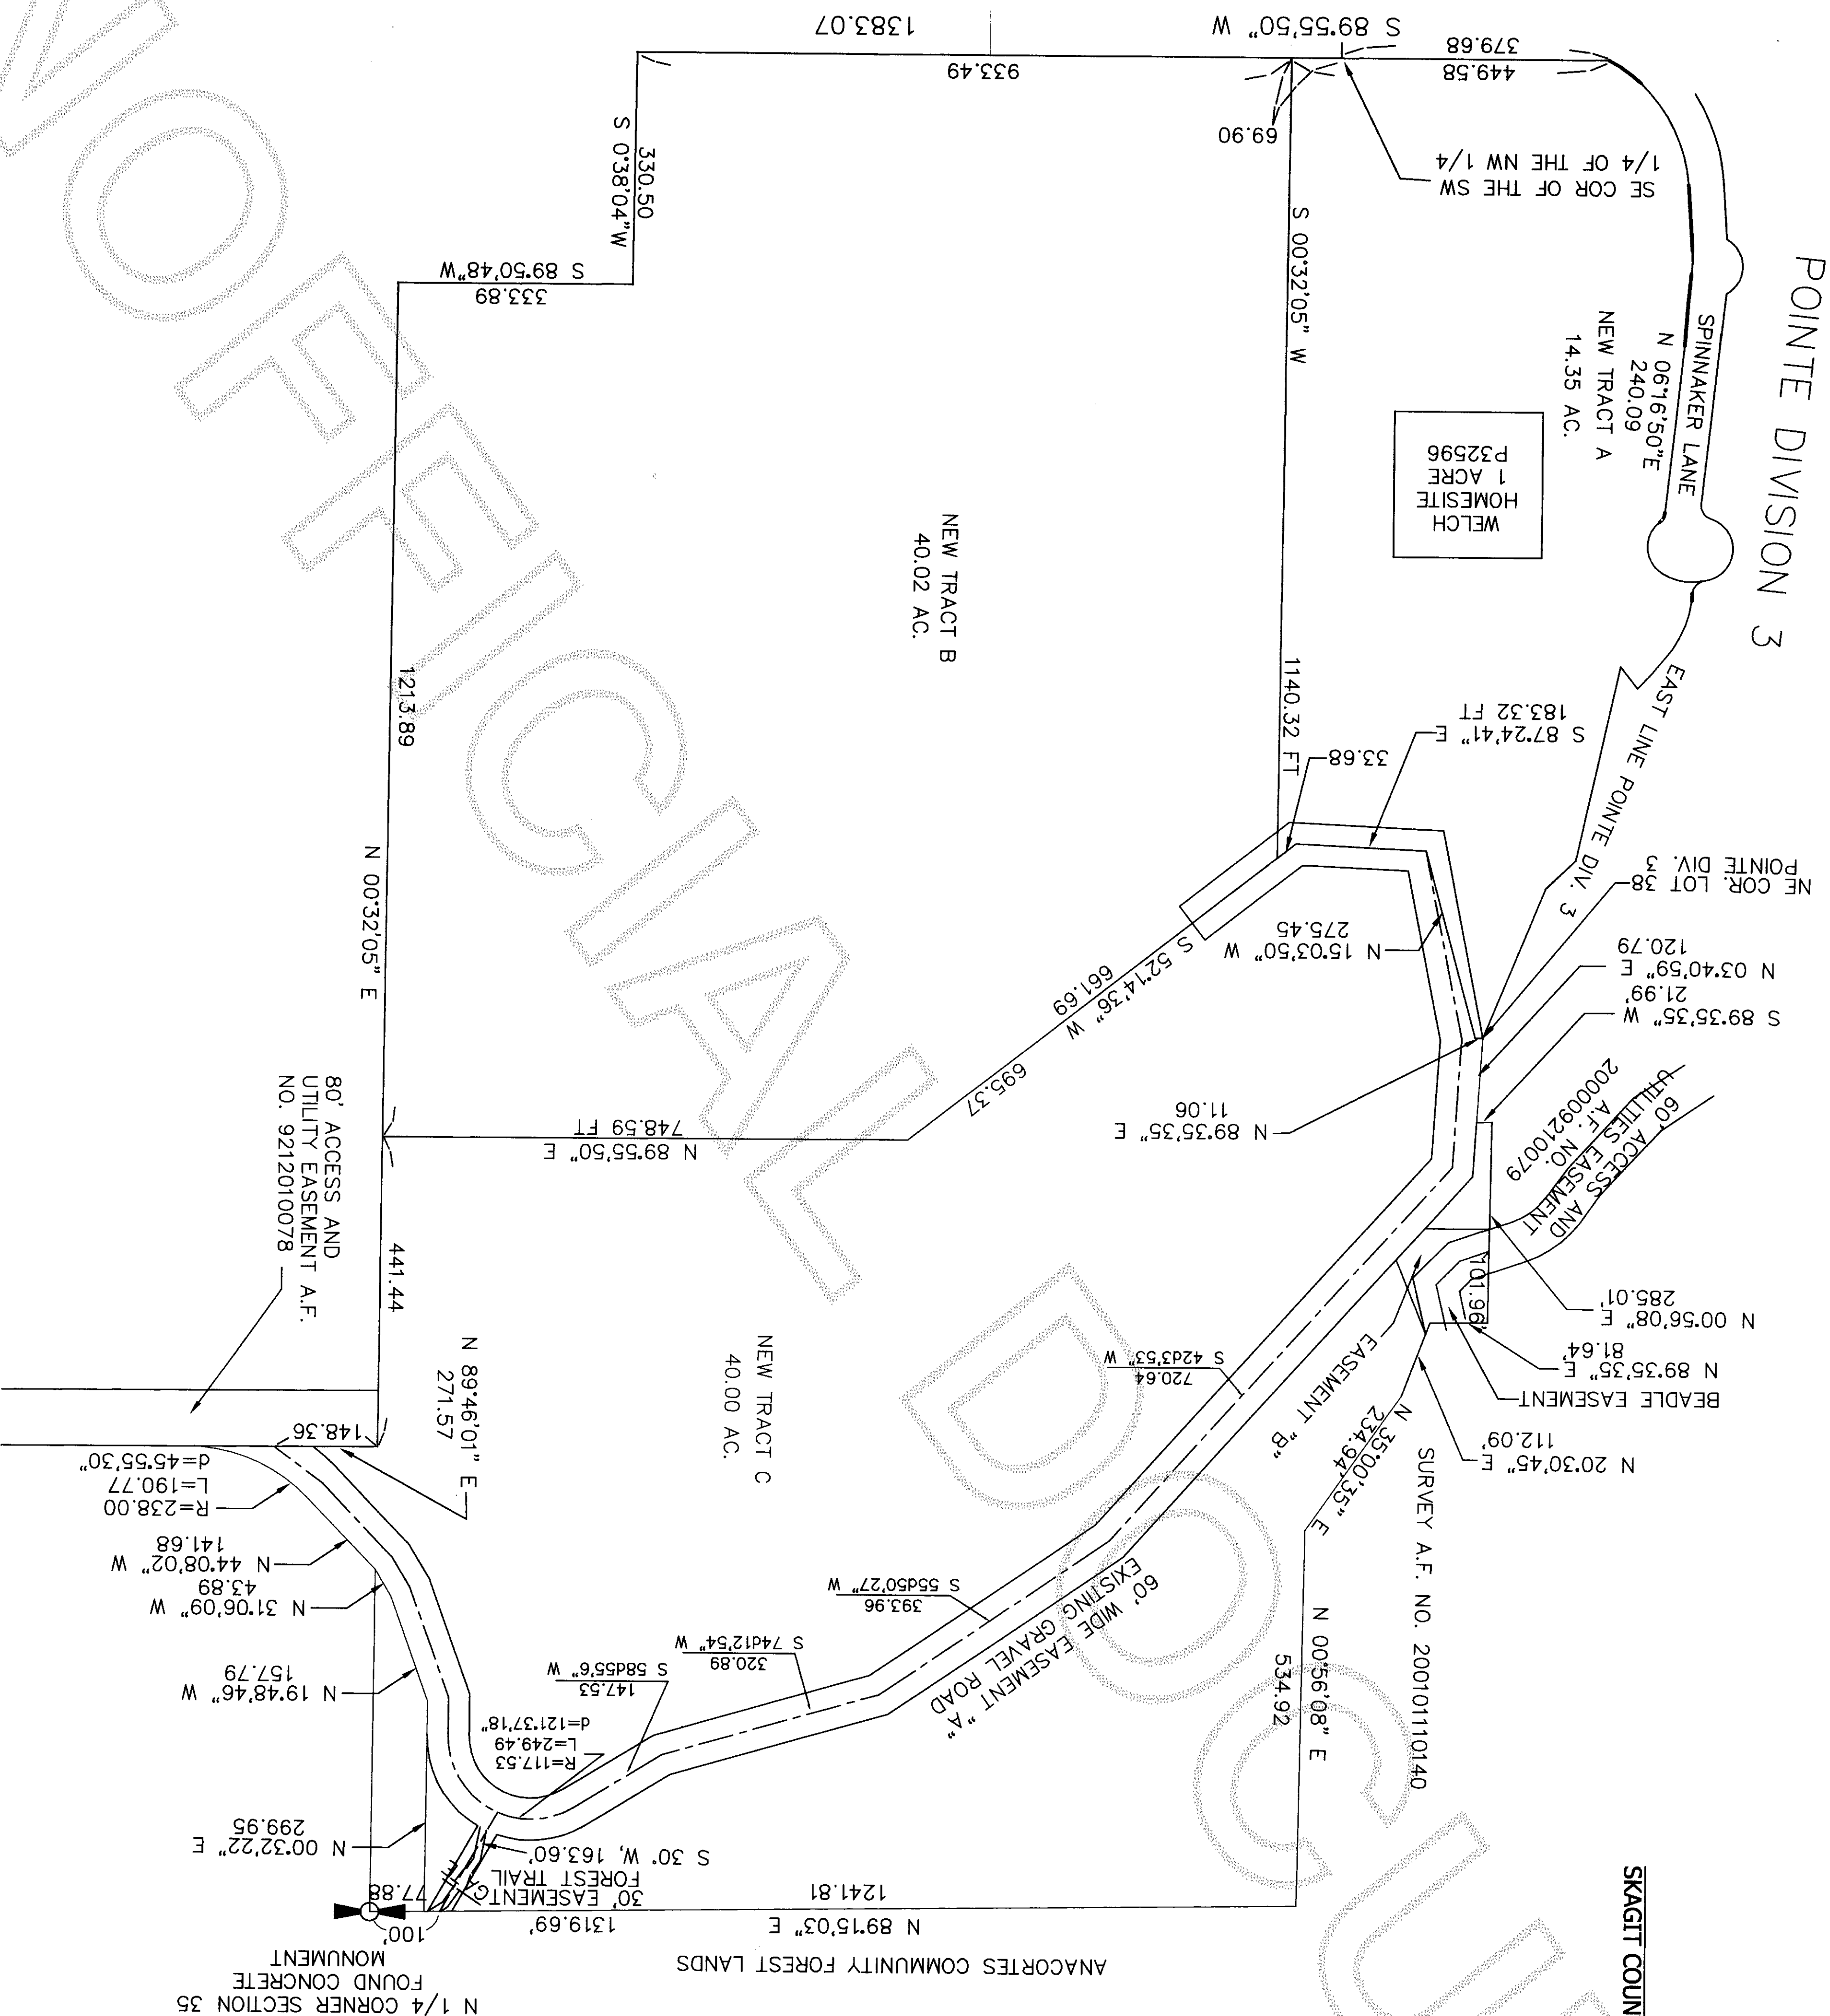 N 1/4 CORNER SECTION 35
FOUND CONCRETE
MONUMENT
100'
77.88
ANACORTES COMMUNITY FOREST LANDS
N 89°15'03" E
1319.69'
1241.81
30' EASEMENT
FOREST TRAIL
S 30° W, 163.60'
N 00°32'22" E
299.95
N 19°48'46" W
157.79
N 31°06'09" W
43.89
N 44°08'02" W
141.68
R=238.00
L=190.77
d=45°55'30"
148.36
N 89°46'01" E
271.57
R=117.53
L=249.49
d=121°37'18"
147.53
S 58d55'6" W
320.89
S 74d12'54" W
393.96
S 55d50'27" W
720.64
S 42d3'53" W
60' WIDE EASEMENT "A"
EXISTING GRAVEL ROAD
N 00°56'08" E
534.92
SURVEY A.F. NO. 200101110140
N 35°00'35" E
234.94'
N 20°30'45" E
112.09'
BEADLE EASEMENT
N 89°35'35" E
81.64'
N 00°56'08" E
285.01'
101.96'
EASEMENT "B"
60' ACCESS AND
UTILITIES EASEMENT
A.F. NO.
200009210079
S 89°35'35" W
21.99'
N 03°40'59" E
120.79
NE COR. LOT 38
POINTE DIV. 3
N 89°35'35" E
11.06
N 15°03'50" W
275.45
S 87°24'41" E
183.32 FT
33.68
EAST LINE POINTE DIV. 3
S 52°14'36" W
661.69
695.37
N 89°55'50" E
748.59 FT
NEW TRACT C
40.00 AC.
441.44
80' ACCESS AND
UTILITY EASEMENT A.F.
NO. 9212010078
N 00°32'05" E
1213.89
NEW TRACT B
40.02 AC.
S 00°32'05" W
1140.32 FT
WELCH
HOMESITE
1 ACRE
P32596
NEW TRACT A
14.35 AC.
N 06°16'50"E
240.09
SPINNAKER LANE
POINTE DIVISION 3
333.89
S 89°50'48"W
330.50
S 0°38'04"W
SE COR OF THE SW
1/4 OF THE NW 1/4
69.90
449.58
379.68
933.49
S 89°55'50" W
1383.07
SKAGIT COUN
UNOFFICIAL DOCU